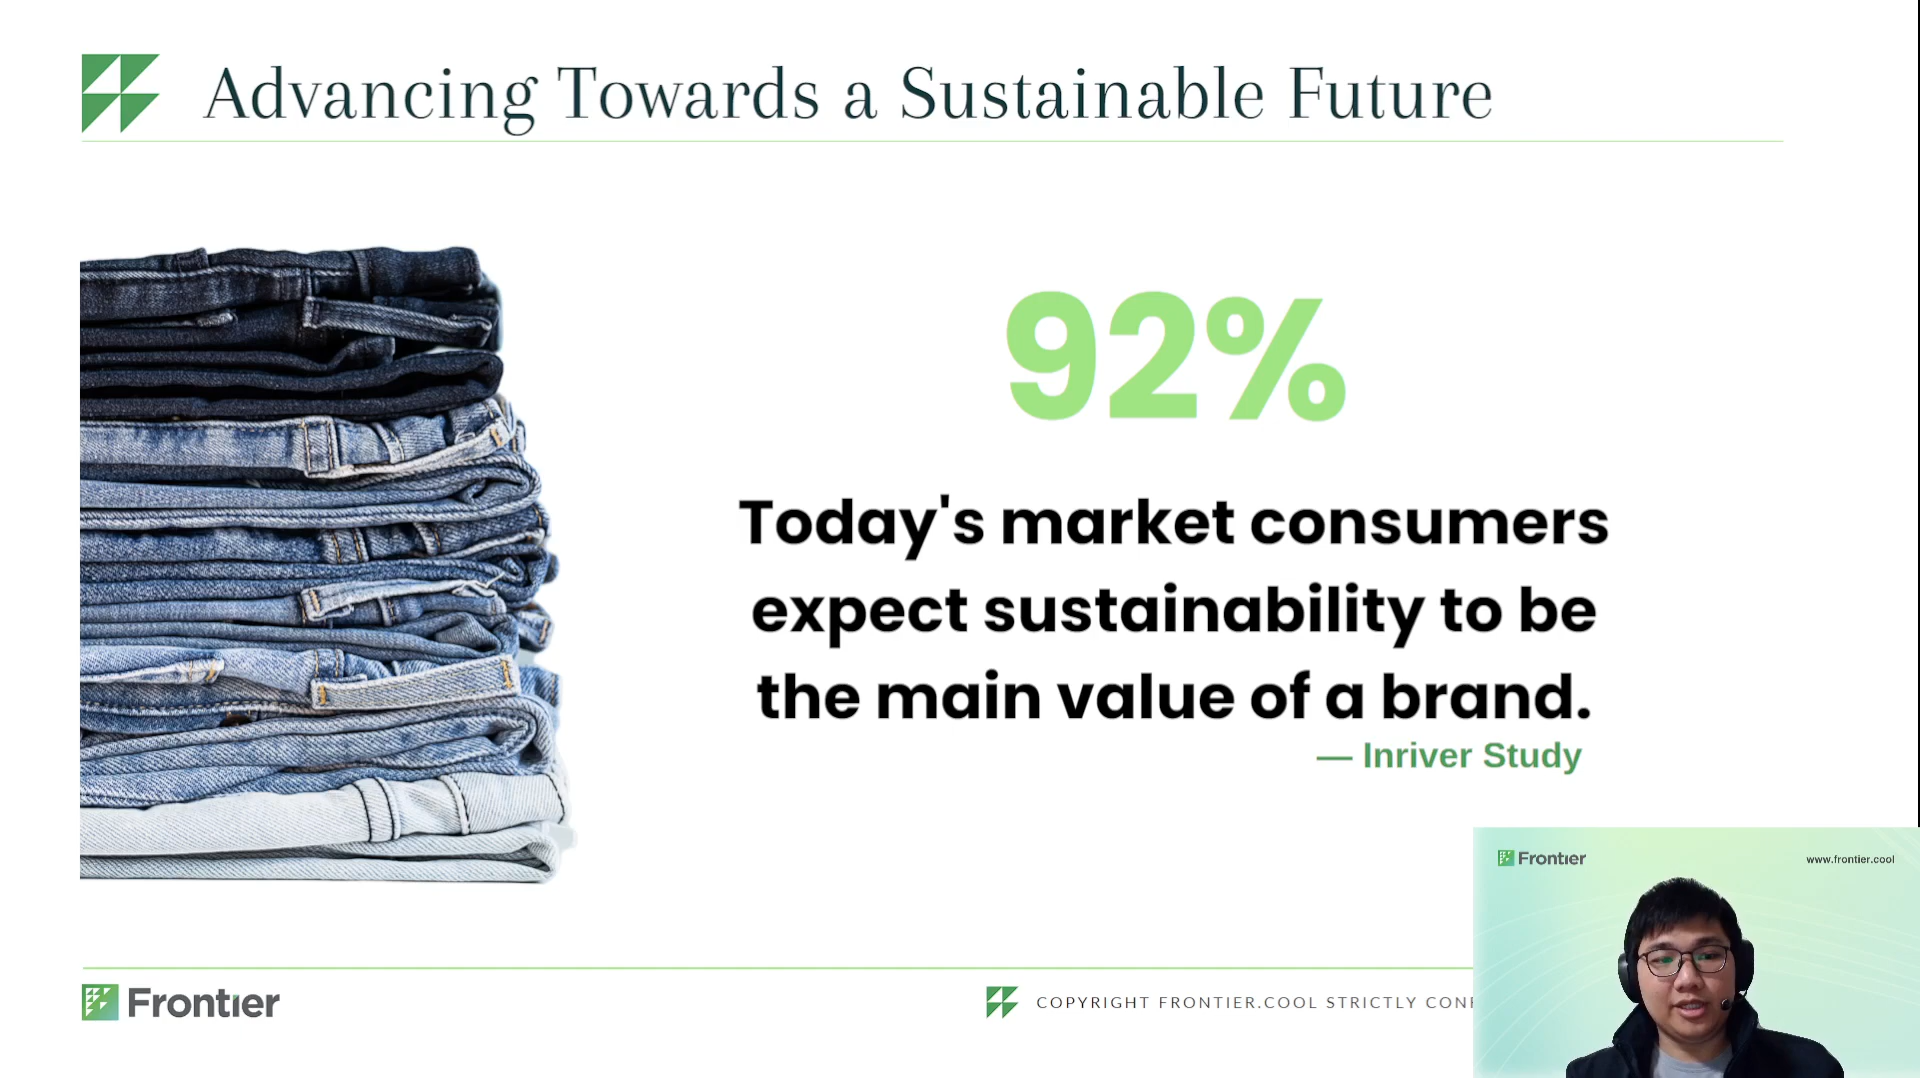 Advancing Towards a Sustainable Future
92%
Today's market consumers
expect sustainability to be
the main value of a brand.
— Inriver Study
Frontier
www.frontier.cool
Frontier
COPYRIGHT FRONTIER.COOL STRICTLY